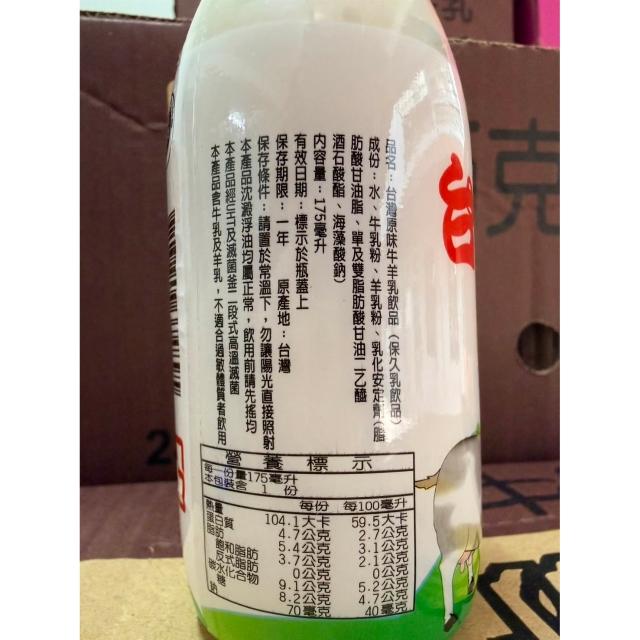 品名：台灣原味牛羊乳飲品（保久乳飲品）
成份：水、牛乳粉、羊乳粉、乳化安定劑（脂
肪酸甘油脂、單及雙脂肪酸甘油二乙醯
酒石酸酯、海藻酸鈉）
內容量：175毫升
有效日期：標示於瓶蓋上
保存期限：一年　原產地：台灣
保存條件：請置於常溫下，勿讓陽光直接照射
本產品沈澱浮油均屬正常，飲用前請先搖均
本產品經UHT及滅菌釜二段式高溫滅菌
本產品含牛乳及羊乳，不適合過敏體質者飲用
營養標示
每一份量175毫升
本包裝含 1 份
每份 每100毫升
熱量 104.1大卡 59.5大卡
蛋白質 4.7公克 2.7公克
脂肪 5.4公克 3.1公克
飽和脂肪 3.7公克 2.1公克
反式脂肪 0公克 0公克
碳水化合物 9.1公克 5.2公克
糖 8.2公克 4.7公克
鈉 70毫克 40毫克
台
克
乳
2